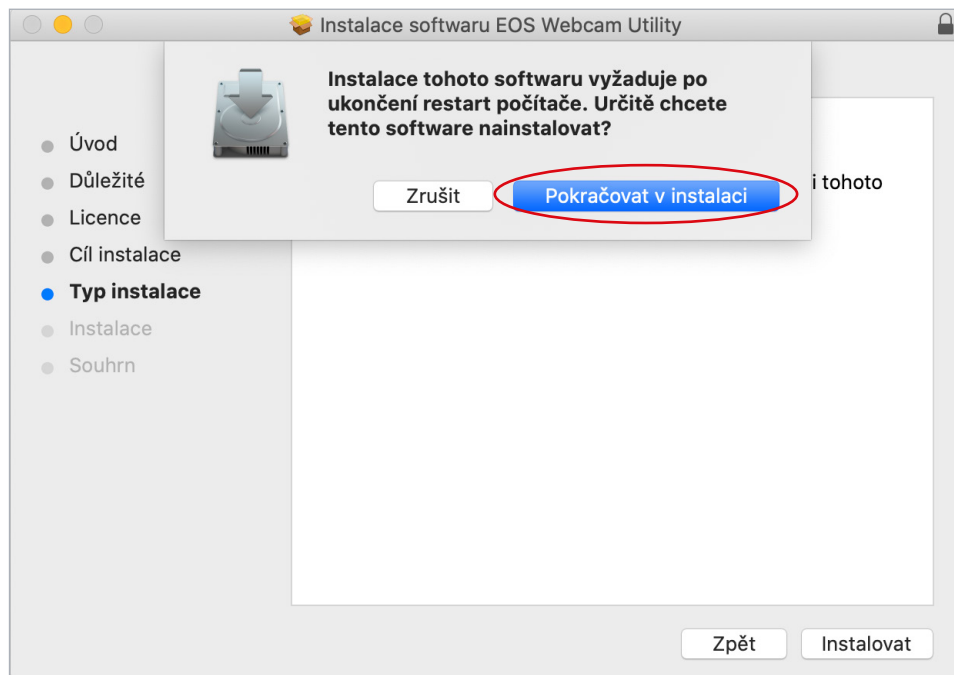 Instalace softwaru EOS Webcam Utility
Instalace tohoto softwaru vyžaduje po
ukončení restart počítače. Určitě chcete
tento software nainstalovat?
Zrušit
Pokračovat v instalaci
Úvod
Důležité
i tohoto
Licence
Cíl instalace
Typ instalace
Instalace
Souhrn
Zpět
Instalovat